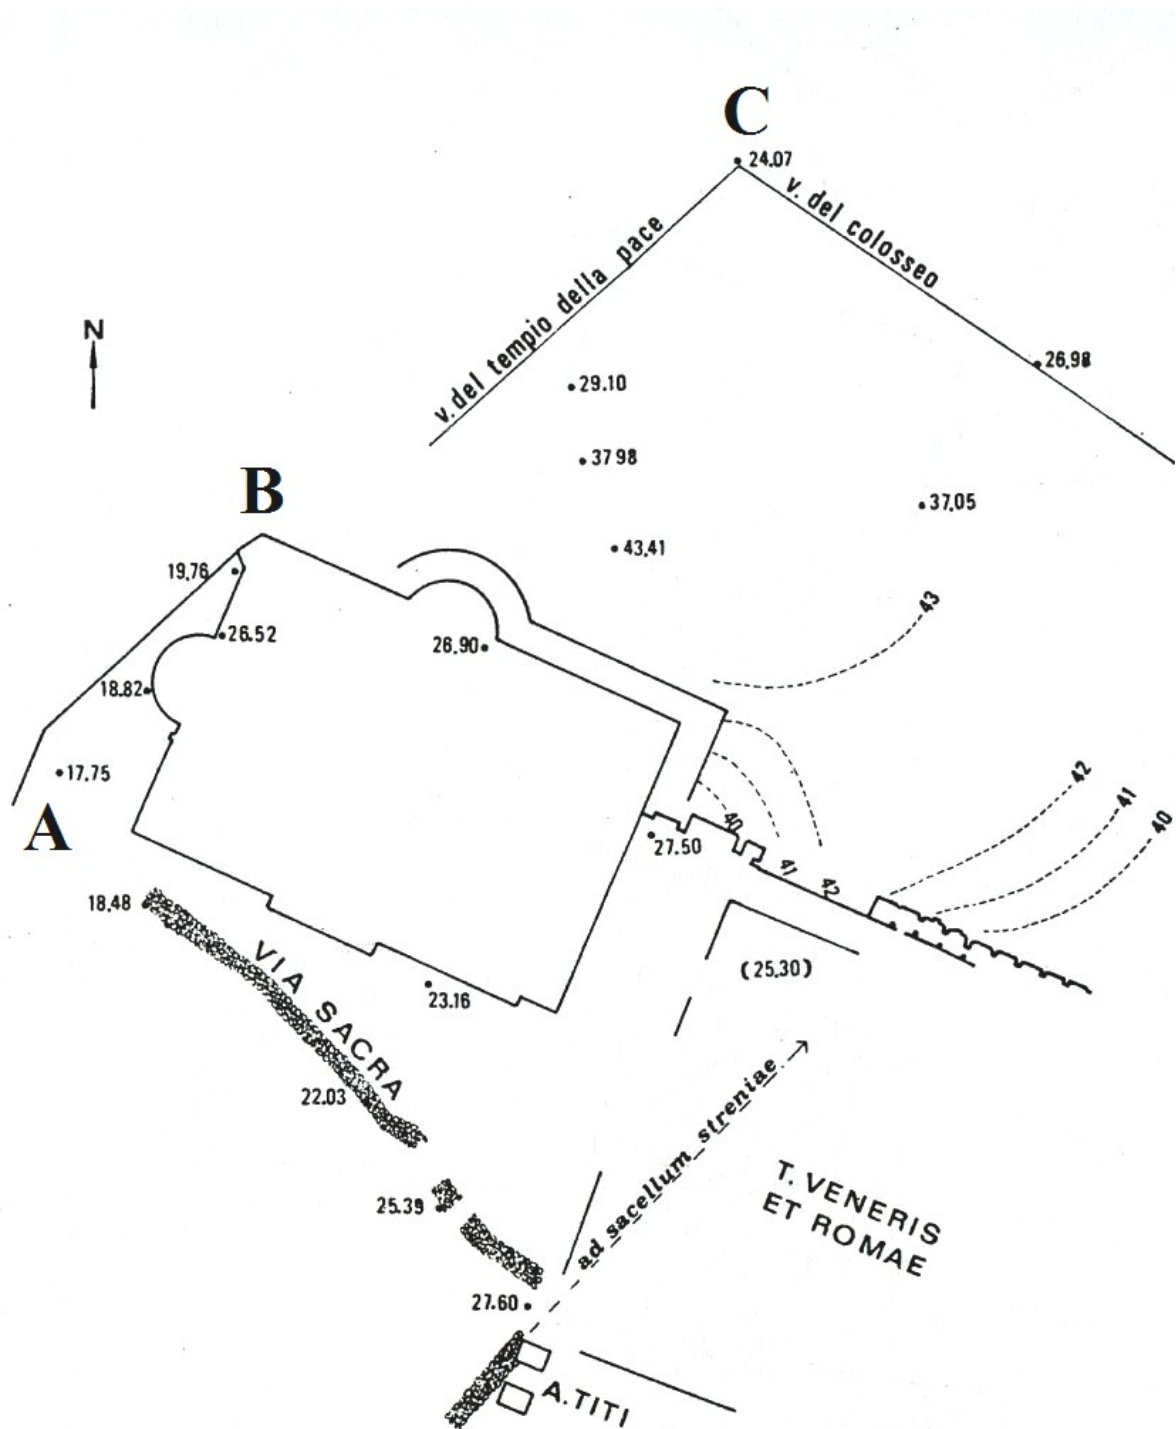 C
24.07
v. del colosseo
v. del tempio della pace
N
26,98
29.10
37 98
B
37,05
43,41
19,76
43
26.52
26.90
18.82
17.75
42
41
40
A
40
27.50
41
42
18,48
(25,30)
VIA SACRA
23.16
22.03
ad sacellum streniae
T. VENERIS
ET ROMAE
25.39
27.60
A. TITI